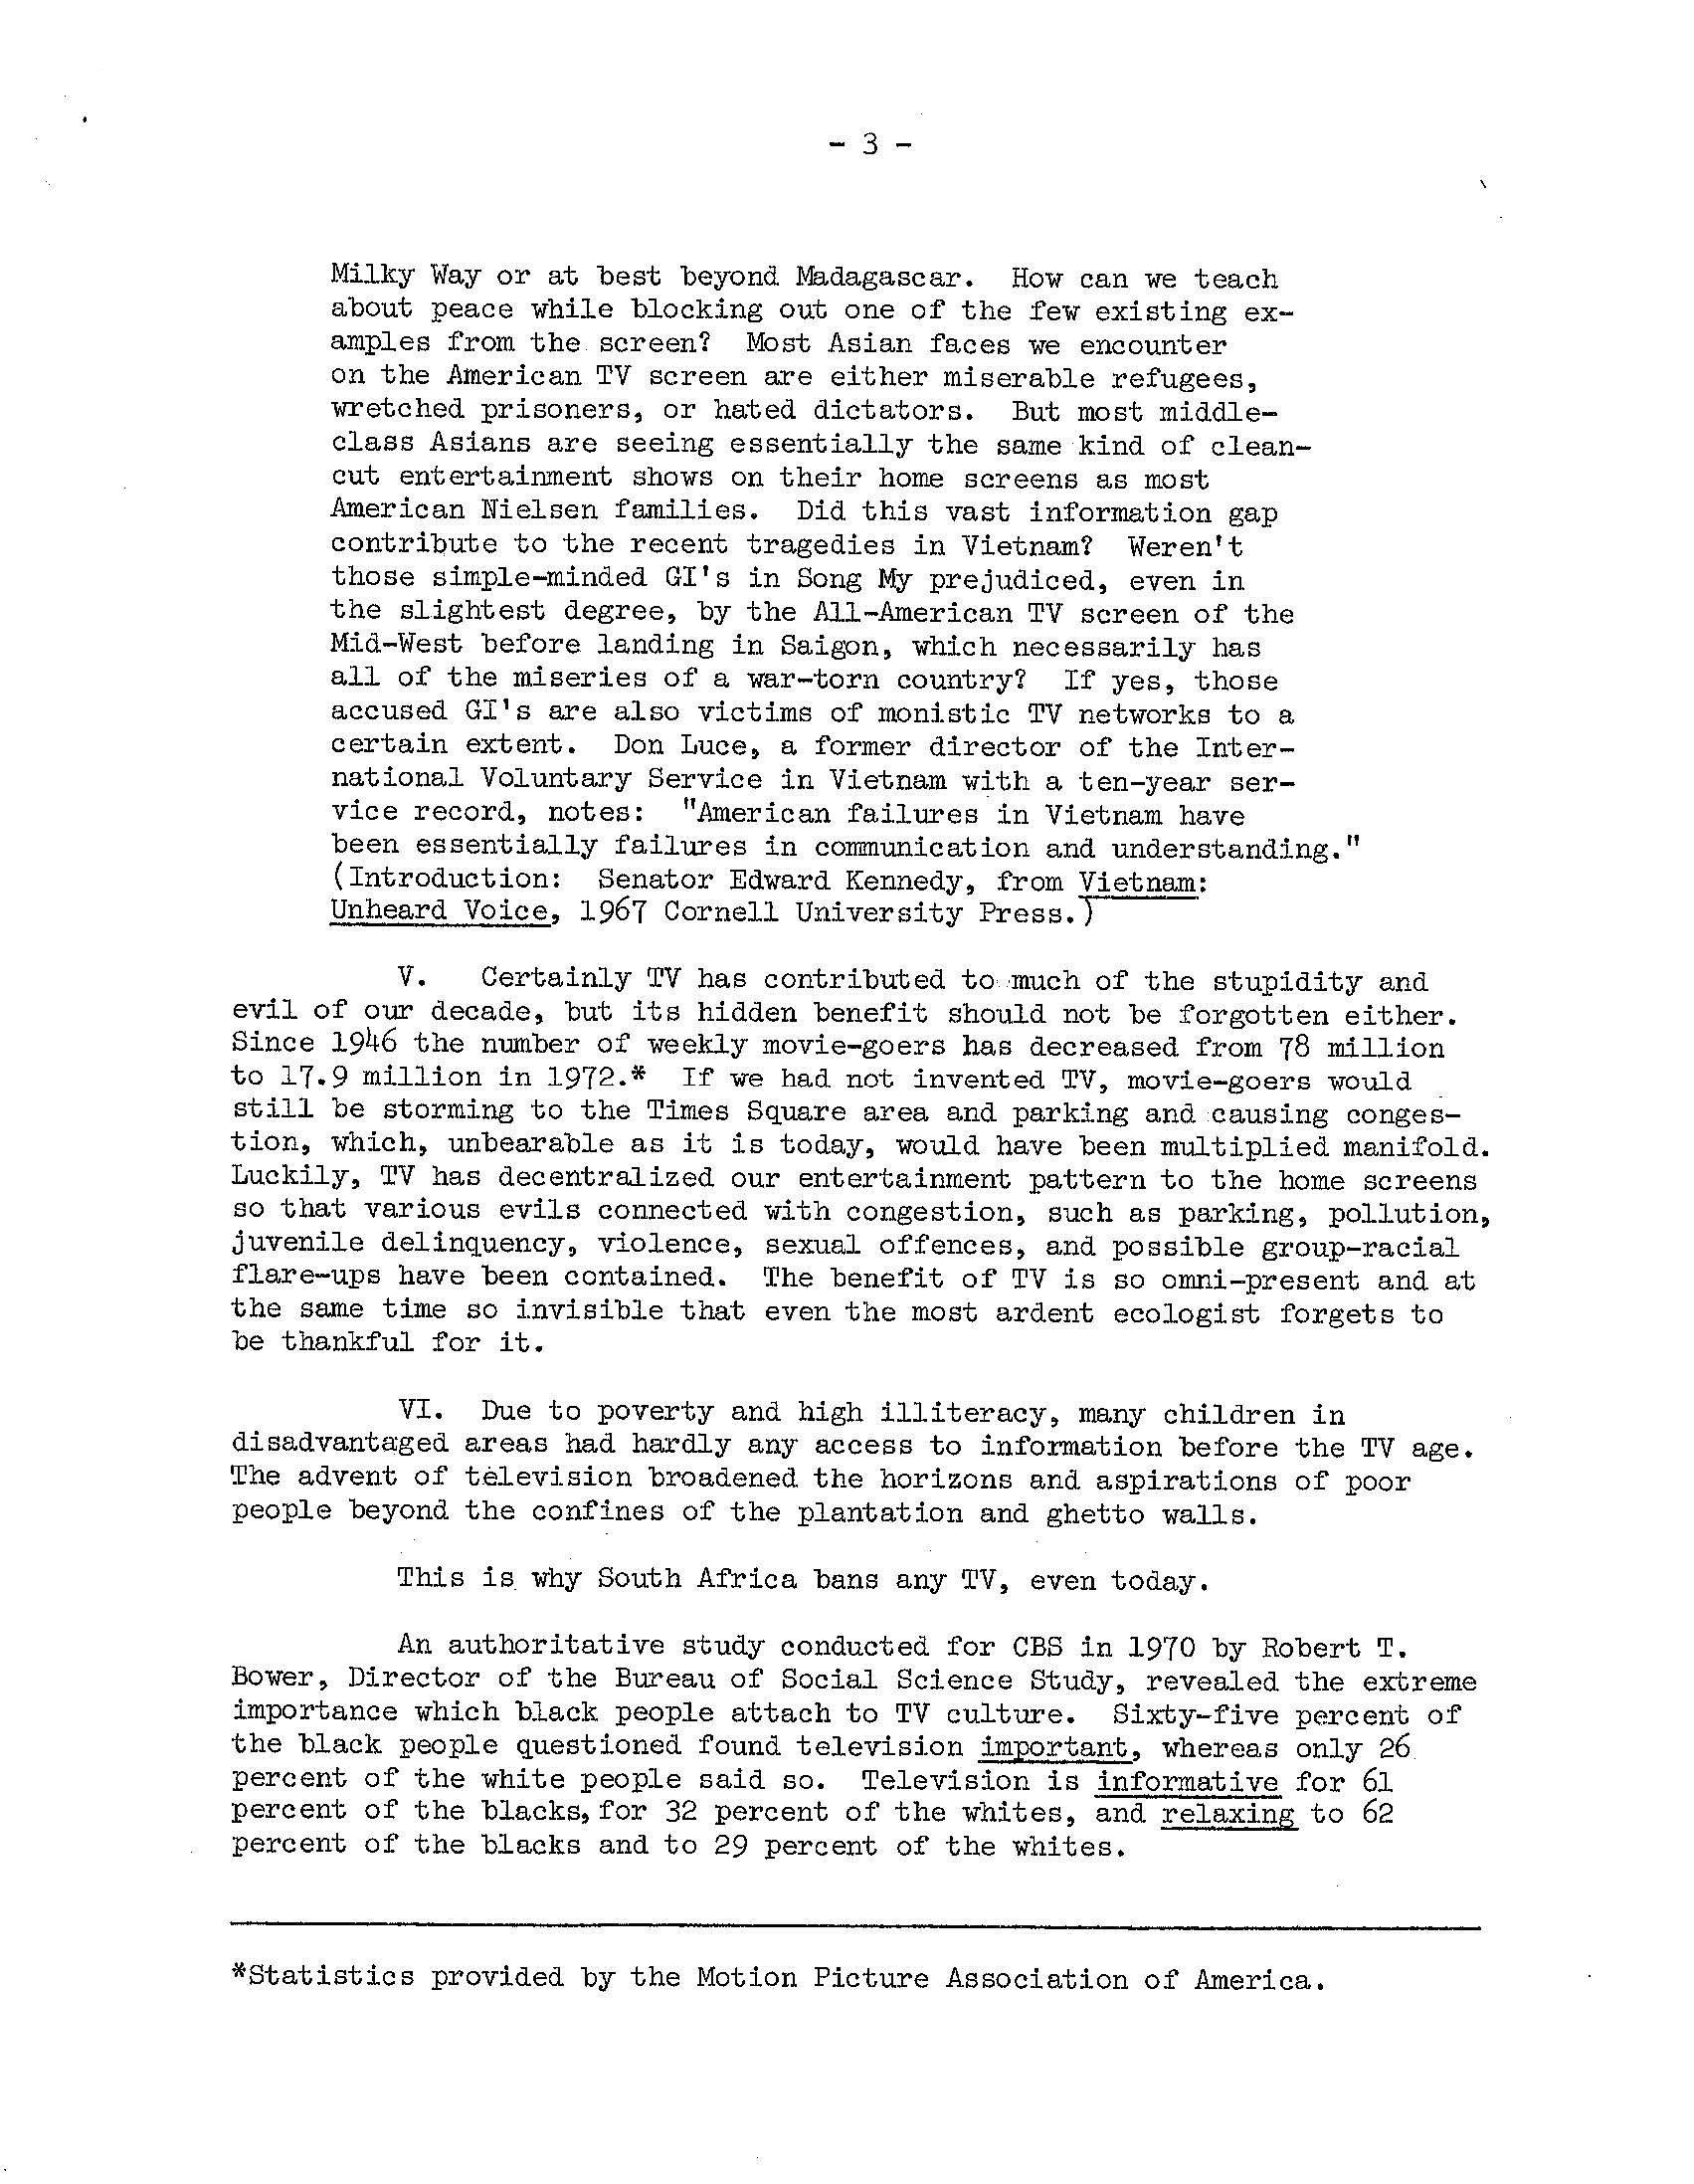 - 3 -
Milky Way or at best beyond Madagascar. How can we teach
about peace while blocking out one of the few existing ex-
amples from the screen? Most Asian faces we encounter
on the American TV screen are either miserable refugees,
wretched prisoners, or hated dictators. But most middle-
class Asians are seeing essentially the same kind of clean-
cut entertainment shows on their home screens as most
American Nielsen families. Did this vast information gap
contribute to the recent tragedies in Vietnam? Weren't
those simple-minded GI's in Song My prejudiced, even in
the slightest degree, by the All-American TV screen of the
Mid-West before landing in Saigon, which necessarily has
all of the miseries of a war-torn country? If yes, those
accused GI's are also victims of monistic TV networks to a
certain extent. Don Luce, a former director of the Inter-
national Voluntary Service in Vietnam with a ten-year ser-
vice record, notes: "American failures in Vietnam have
been essentially failures in communication and understanding."
(Introduction: Senator Edward Kennedy, from Vietnam:
Unheard Voice, 1967 Cornell University Press.)
V. Certainly TV has contributed to much of the stupidity and
evil of our decade, but its hidden benefit should not be forgotten either.
Since 1946 the number of weekly movie-goers has decreased from 78 million
to 17.9 million in 1972.* If we had not invented TV, movie-goers would
still be storming to the Times Square area and parking and causing conges-
tion, which, unbearable as it is today, would have been multiplied manifold.
Luckily, TV has decentralized our entertainment pattern to the home screens
so that various evils connected with congestion, such as parking, pollution,
juvenile delinquency, violence, sexual offences, and possible group-racial
flare-ups have been contained. The benefit of TV is so omni-present and at
the same time so invisible that even the most ardent ecologist forgets to
be thankful for it.
VI. Due to poverty and high illiteracy, many children in
disadvantaged areas had hardly any access to information before the TV age.
The advent of television broadened the horizons and aspirations of poor
people beyond the confines of the plantation and ghetto walls.
This is why South Africa bans any TV, even today.
An authoritative study conducted for CBS in 1970 by Robert T.
Bower, Director of the Bureau of Social Science Study, revealed the extreme
importance which black people attach to TV culture. Sixty-five percent of
the black people questioned found television important, whereas only 26
percent of the white people said so. Television is informative for 61
percent of the blacks, for 32 percent of the whites, and relaxing to 62
percent of the blacks and to 29 percent of the whites.
*Statistics provided by the Motion Picture Association of America.